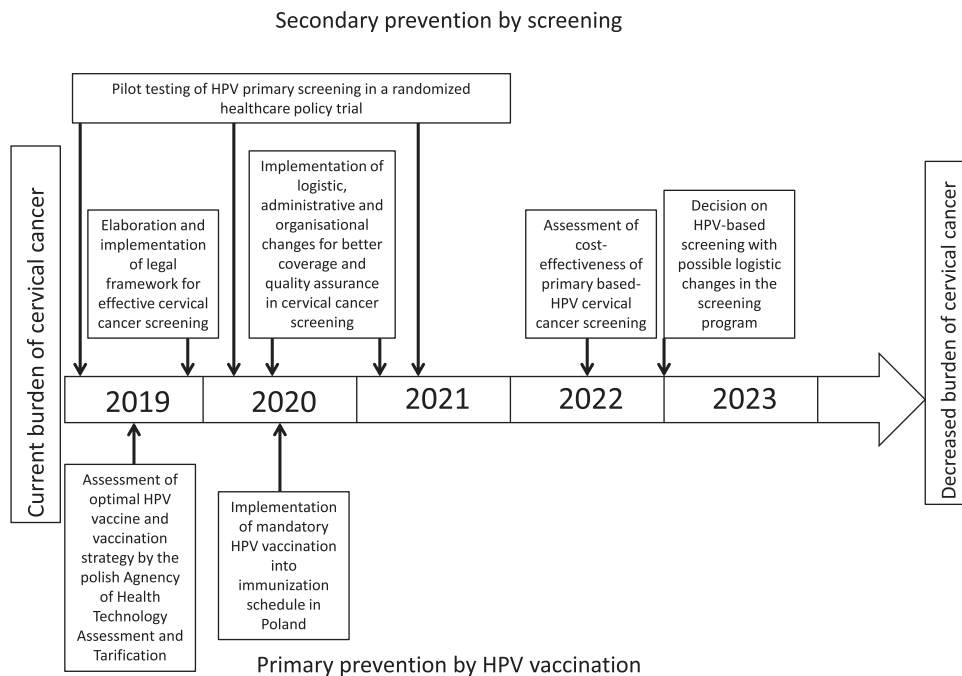 Secondary prevention by screening
Pilot testing of HPV primary screening in a randomized
healthcare policy trial
Current burden of cervical cancer
Elaboration and
implementation
of legal
framework for
effective cervical
cancer screening
Implementation of
logistic,
administrative and
organisational
changes for better
coverage and
quality assurance
in cervical cancer
screening
Assessment of
cost-
effectiveness of
primary based-
HPV cervical
cancer screening
Decision on
HPV-based
screening with
possible logistic
changes in the
screening
program
Decreased burden of cervical cancer
2019
2020
2021
2022
2023
Assessment of
optimal HPV
vaccine and
vaccination
strategy by the
polish Agnency
of Health
Technology
Assessment and
Tarification
Implementation
of mandatory
HPV vaccination
into
immunization
schedule in
Poland
Primary prevention by HPV vaccination